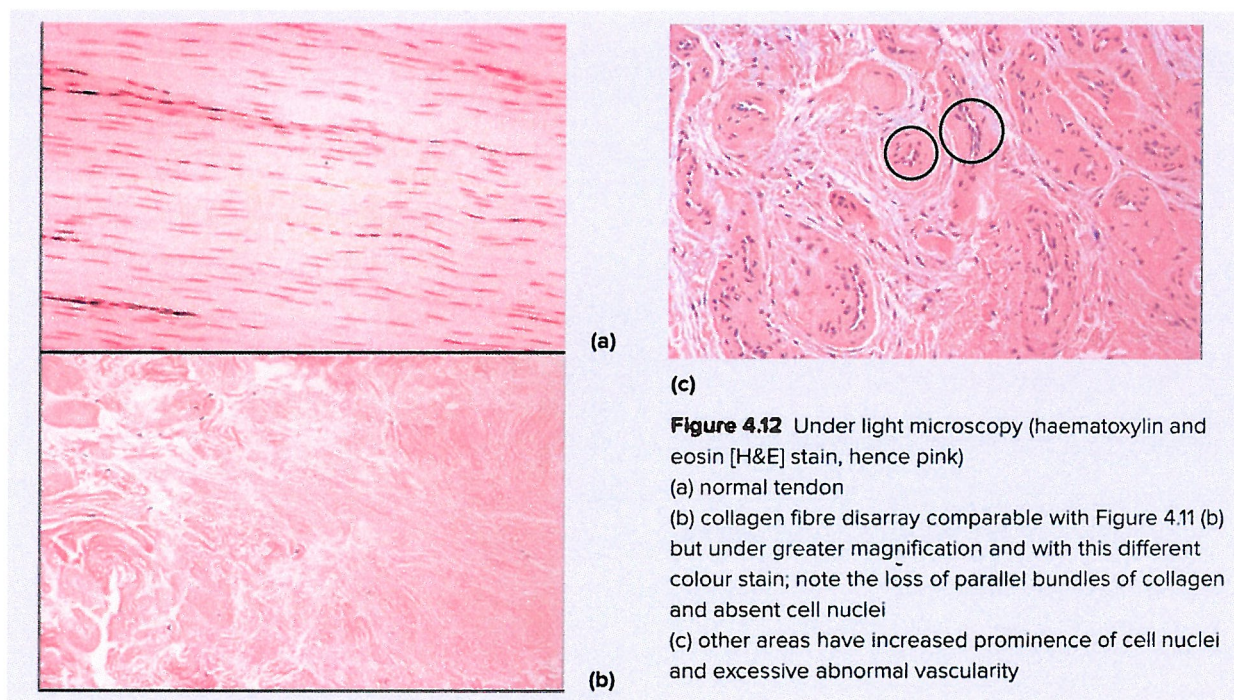 (a)
(b)
(c)
Figure 4.12 Under light microscopy (haematoxylin and
eosin [H&E] stain, hence pink)
(a) normal tendon
(b) collagen fibre disarray comparable with Figure 4.11 (b)
but under greater magnification and with this different
colour stain; note the loss of parallel bundles of collagen
and absent cell nuclei
(c) other areas have increased prominence of cell nuclei
and excessive abnormal vascularity